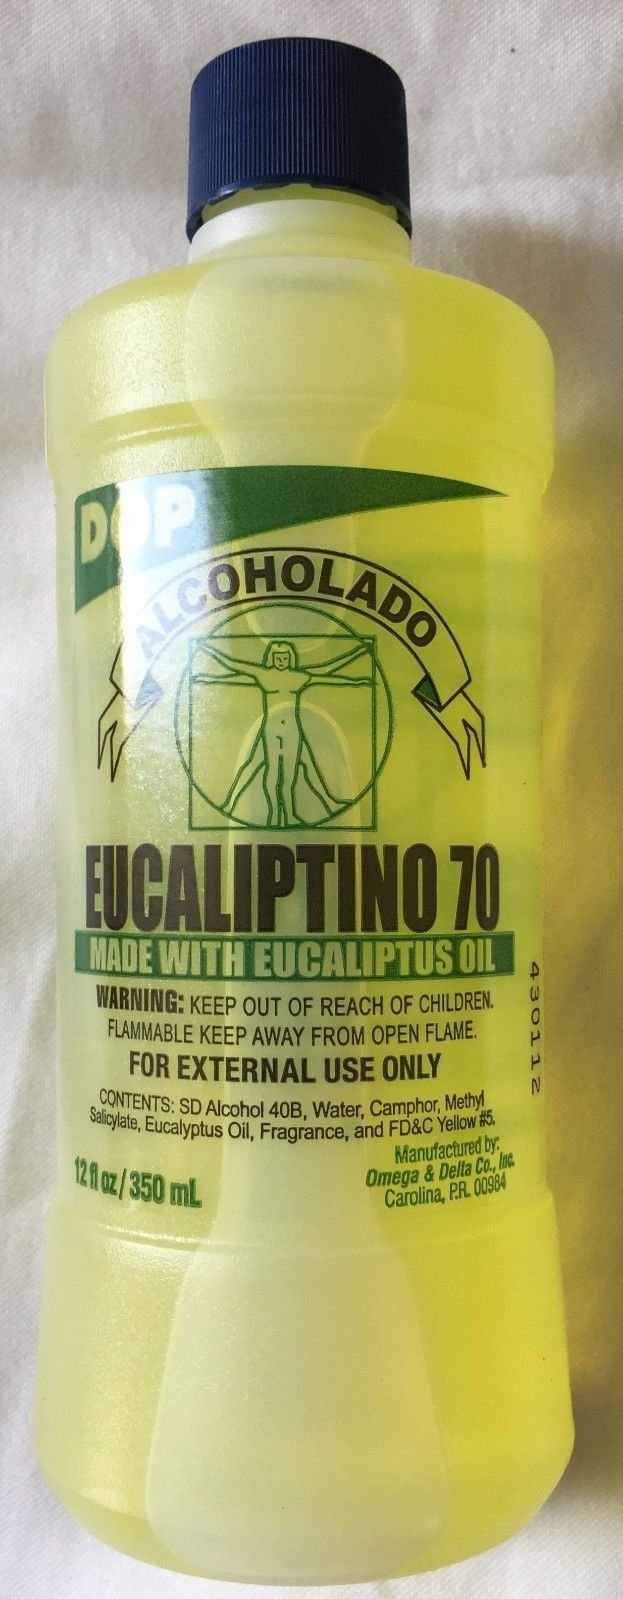 DOP
ALCOHOLADO
EUCALIPTINO 70
MADE WITH EUCALIPTUS OIL
WARNING: KEEP OUT OF REACH OF CHILDREN.
FLAMMABLE KEEP AWAY FROM OPEN FLAME.
FOR EXTERNAL USE ONLY
CONTENTS: SD Alcohol 40B, Water, Camphor, Methyl
Salicylate, Eucalyptus Oil, Fragrance, and FD&C Yellow #5.
12 fl oz / 350 mL
Manufactured by:
Omega & Delta Co., Inc.
Carolina, P.R. 00984
430112